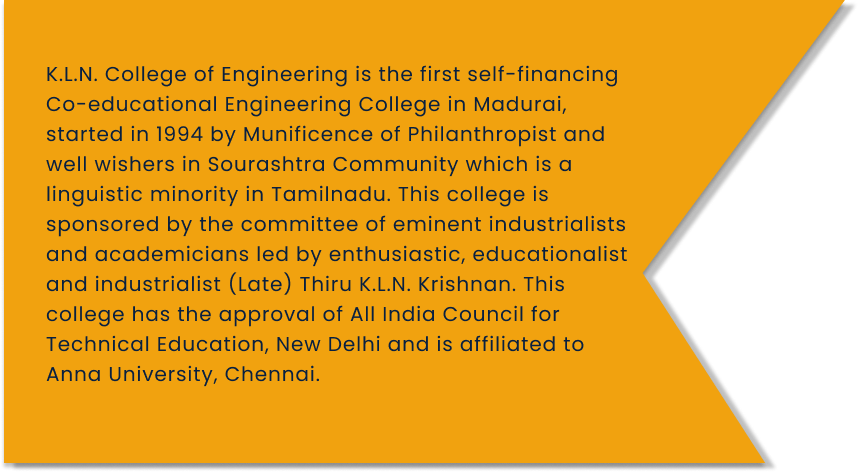 K.L.N. College of Engineering is the first self-financing
Co-educational Engineering College in Madurai,
started in 1994 by Munificence of Philanthropist and
well wishers in Sourashtra Community which is a
linguistic minority in Tamilnadu. This college is
sponsored by the committee of eminent industrialists
and academicians led by enthusiastic, educationalist
and industrialist (Late) Thiru K.L.N. Krishnan. This
college has the approval of All India Council for
Technical Education, New Delhi and is affiliated to
Anna University, Chennai.